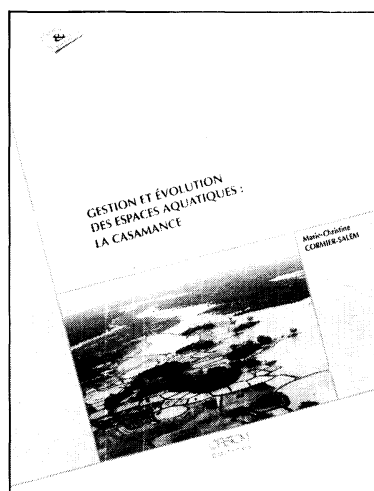 GESTION ET ÉVOLUTION
DES ESPACES AQUATIQUES :
LA CASAMANCE
Marie-Christine
CORMIER-SALEM